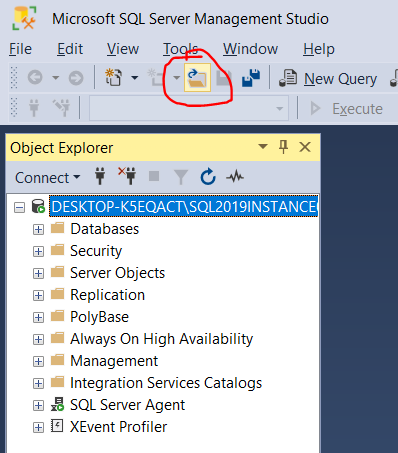 Microsoft SQL Server Management Studio
File Edit View Tools Window Help
New Query
Execute
Object Explorer
Connect
DESKTOP-K5EQACT\SQL2019INSTANCE
Databases
Security
Server Objects
Replication
PolyBase
Always On High Availability
Management
Integration Services Catalogs
SQL Server Agent
XEvent Profiler